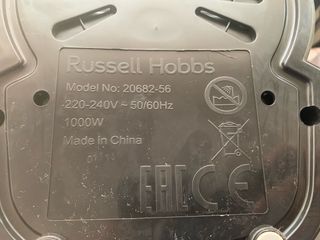 Russell Hobbs
Model No: 20682-56
220-240V ~ 50/60Hz
1000W
Made in China
EAC CE